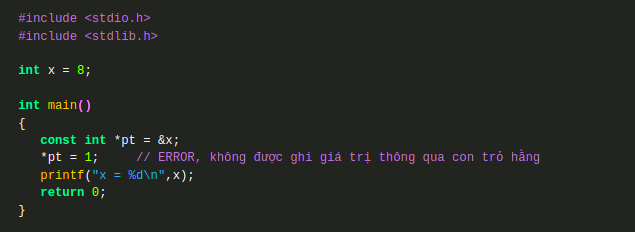 #include <stdio.h>
#include <stdlib.h>
int x = 8;
int main()
{
const int *pt = &x;
*pt = 1; // ERROR, không được ghi giá trị thông qua con trỏ hằng
printf("x = %d\n",x);
return 0;
}